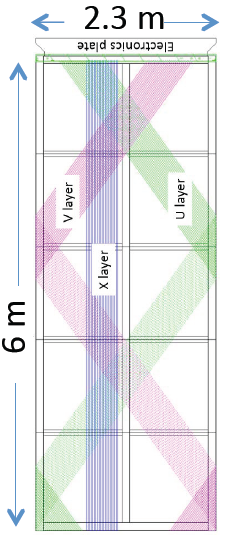 2.3 m
Electronics plate
V layer
U layer
X layer
6 m